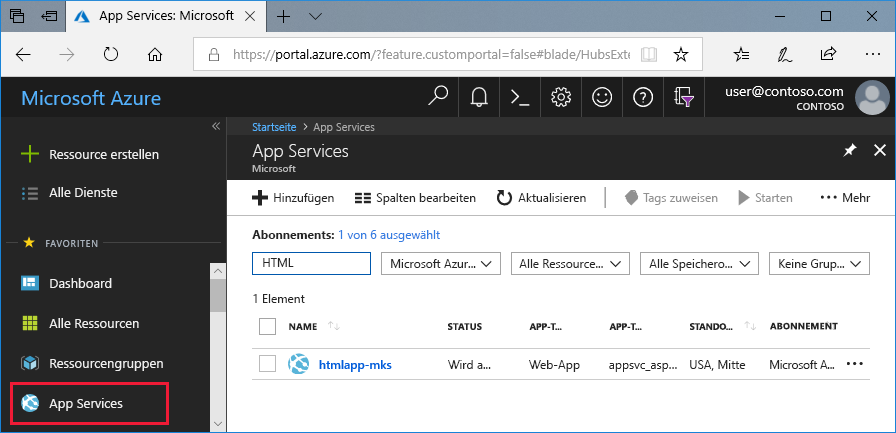 App Services: Microsoft
https://portal.azure.com/?feature.customportal=false#blade/HubsExte
Microsoft Azure
user@contoso.com
CONTOSO
Ressource erstellen
Alle Dienste
FAVORITEN
Dashboard
Alle Ressourcen
Ressourcengruppen
App Services
Startseite > App Services
App Services
Microsoft
Hinzufügen Spalten bearbeiten Aktualisieren Tags zuweisen Starten ··· Mehr
Abonnements: 1 von 6 ausgewählt
HTML Microsoft Azur... Alle Ressource... Alle Speichero... Keine Grup...
1 Element
NAME STATUS APP-T... APP-T... STANDO... ABONNEMENT
htmlapp-mks Wird a... Web-App appsvc_asp... USA, Mitte Microsoft A... ···